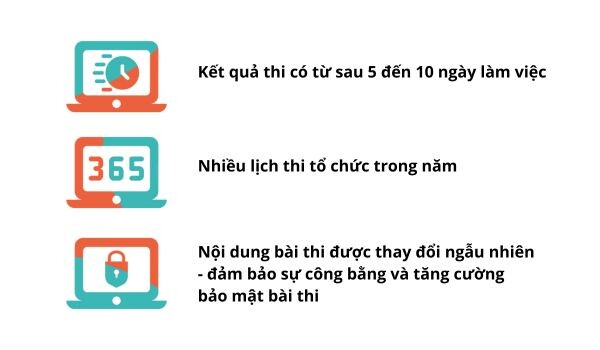 Kết quả thi có từ sau 5 đến 10 ngày làm việc
365
Nhiều lịch thi tổ chức trong năm
Nội dung bài thi được thay đổi ngẫu nhiên
- đảm bảo sự công bằng và tăng cường
bảo mật bài thi